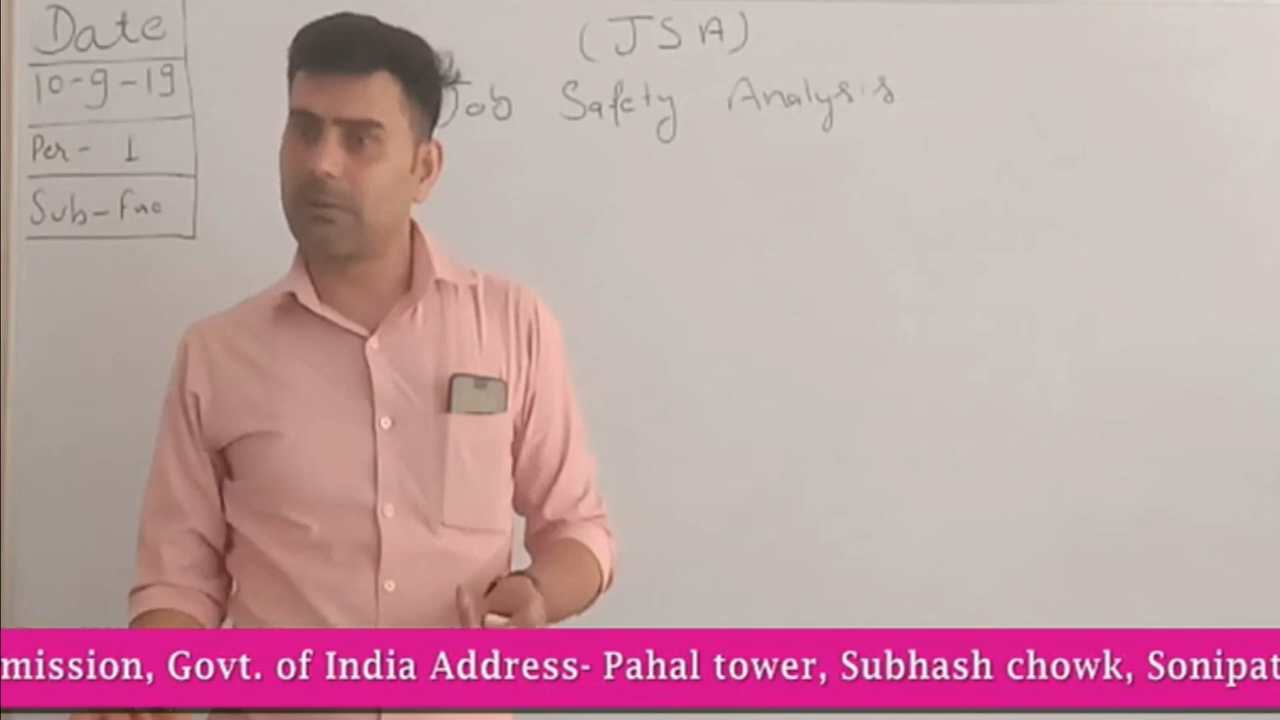 Date
10-9-19
Per- 1
Sub-Fac
(JSA)
Job Safety Analysis
mission, Govt. of India Address- Pahal tower, Subhash chowk, Sonipat